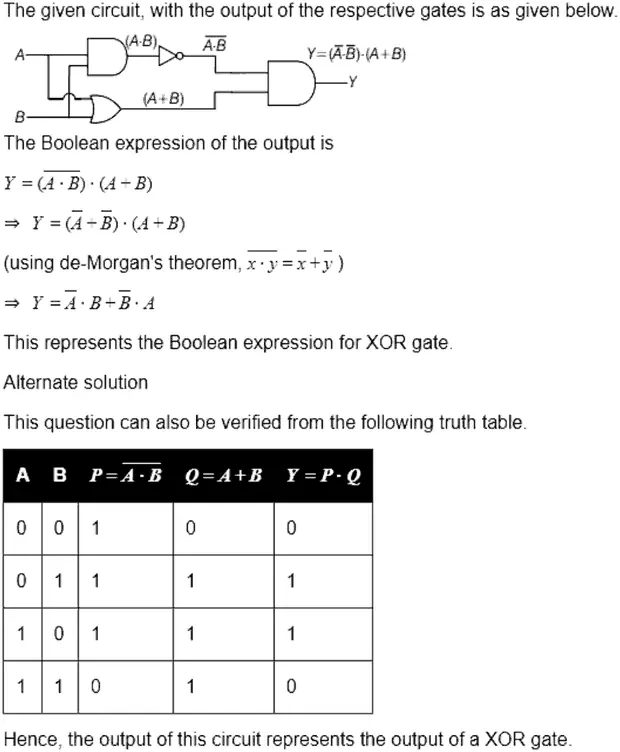 The given circuit, with the output of the respective gates is as given below.
A
(A·B)
A̅·̅B̅
Y=(A̅·B̅)·(A+B)
Y
B
(A+B)
The Boolean expression of the output is
Y = (A̅ ̅·̅ ̅B̅) · (A + B)
⇒ Y = (A̅ + B̅) · (A + B)
(using de-Morgan's theorem, x̅ ̅·̅ ̅y̅ = x̅ + y̅ )
⇒ Y = A̅ · B + B̅ · A
This represents the Boolean expression for XOR gate.
Alternate solution
This question can also be verified from the following truth table.
A B P = A̅ ̅·̅ ̅B̅ Q = A + B Y = P · Q
0 0 1 0 0
0 1 1 1 1
1 0 1 1 1
1 1 0 1 0
Hence, the output of this circuit represents the output of a XOR gate.